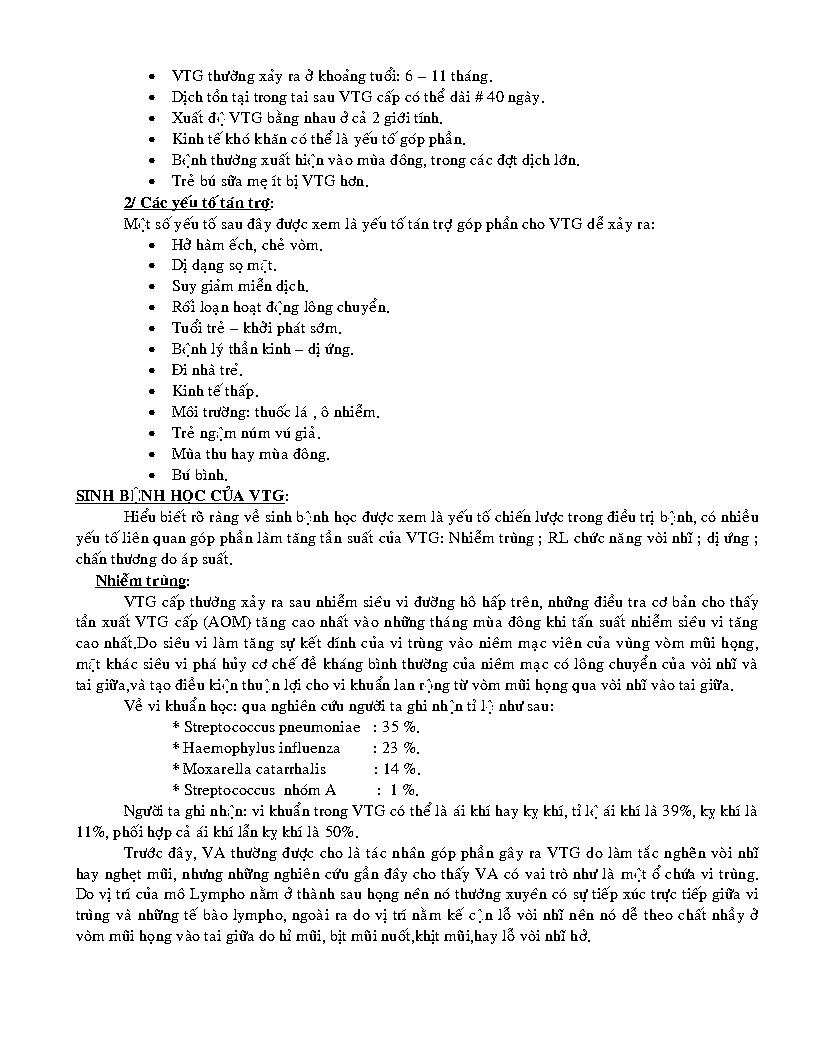 • VTG thường xảy ra ở khoảng tuổi: 6 – 11 tháng.
• Dịch tồn tại trong tai sau VTG cấp có thể dài # 40 ngày.
• Xuất độ VTG bằng nhau ở cả 2 giới tính.
• Kinh tế khó khăn có thể là yếu tố góp phần.
• Bệnh thường xuất hiện vào mùa đông, trong các đợt dịch lớn.
• Trẻ bú sữa mẹ ít bị VTG hơn.
2/ Các yếu tố tán trợ:
Một số yếu tố sau đây được xem là yếu tố tán trợ góp phần cho VTG dễ xảy ra:
• Hở hàm ếch, chẻ vòm.
• Dị dạng sọ mặt.
• Suy giảm miễn dịch.
• Rối loạn hoạt động lông chuyển.
• Tuổi trẻ – khởi phát sớm.
• Bệnh lý thần kinh – dị ứng.
• Đi nhà trẻ.
• Kinh tế thấp.
• Môi trường: thuốc lá , ô nhiễm.
• Trẻ ngậm núm vú giả.
• Mùa thu hay mùa đông.
• Bú bình.
SINH BỆNH HỌC CỦA VTG:
Hiểu biết rõ ràng về sinh bệnh học được xem là yếu tố chiến lược trong điều trị bệnh, có nhiều
yếu tố liên quan góp phần làm tăng tần suất của VTG: Nhiễm trùng ; RL chức năng vòi nhĩ ; dị ứng ;
chấn thương do áp suất.
Nhiễm trùng:
VTG cấp thường xảy ra sau nhiễm siêu vi đường hô hấp trên, những điều tra cơ bản cho thấy
tần xuất VTG cấp (AOM) tăng cao nhất vào những tháng mùa đông khi tấn suất nhiễm siêu vi tăng
cao nhất.Do siêu vi làm tăng sự kết dính của vi trùng vào niêm mạc viên của vùng vòm mũi họng,
mặt khác siêu vi phá hủy cơ chế đề kháng bình thường của niêm mạc có lông chuyển của vòi nhĩ và
tai giữa,và tạo điều kiện thuận lợi cho vi khuẩn lan rộng từ vòm mũi họng qua vòi nhĩ vào tai giữa.
Về vi khuẩn học: qua nghiên cứu người ta ghi nhận tỉ lệ như sau:
* Streptococcus pneumoniae : 35 %.
* Haemophylus influenza : 23 %.
* Moxarella catarrhalis : 14 %.
* Streptococcus nhóm A : 1 %.
Người ta ghi nhận: vi khuẩn trong VTG có thể là ái khí hay kỵ khí, tỉ lệ ái khí là 39%, kỵ khí là
11%, phối hợp cả ái khí lẫn kỵ khí là 50%.
Trước đây, VA thường được cho là tác nhân góp phần gây ra VTG do làm tắc nghẽn vòi nhĩ
hay nghẹt mũi, nhưng những nghiên cứu gần đây cho thấy VA có vai trò như là một ổ chứa vi trùng.
Do vị trí của mô Lympho nằm ở thành sau họng nên nó thường xuyên có sự tiếp xúc trực tiếp giữa vi
trùng và những tế bào lympho, ngoài ra do vị trí nằm kế cận lỗ vòi nhĩ nên nó dễ theo chất nhầy ở
vòm mũi họng vào tai giữa do hỉ mũi, bịt mũi nuốt,khịt mũi,hay lỗ vòi nhĩ hở.